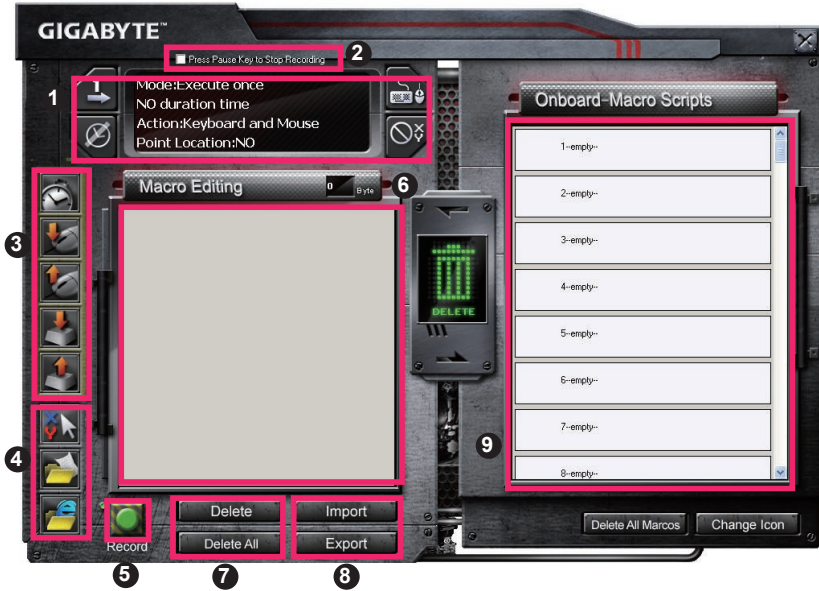 GIGABYTE™
Press Pause Key to Stop Recording
2
1
Mode:Execute once
NO duration time
Action:Keyboard and Mouse
Point Location:NO
Onboard-Macro Scripts
Macro Editing
0
Byte
6
3
DELETE
1--empty--
2--empty--
3--empty--
4--empty--
5--empty--
6--empty--
7--empty--
8--empty--
4
9
Record
5
Delete
Delete All
7
Import
Export
8
Delete All Marcos
Change Icon